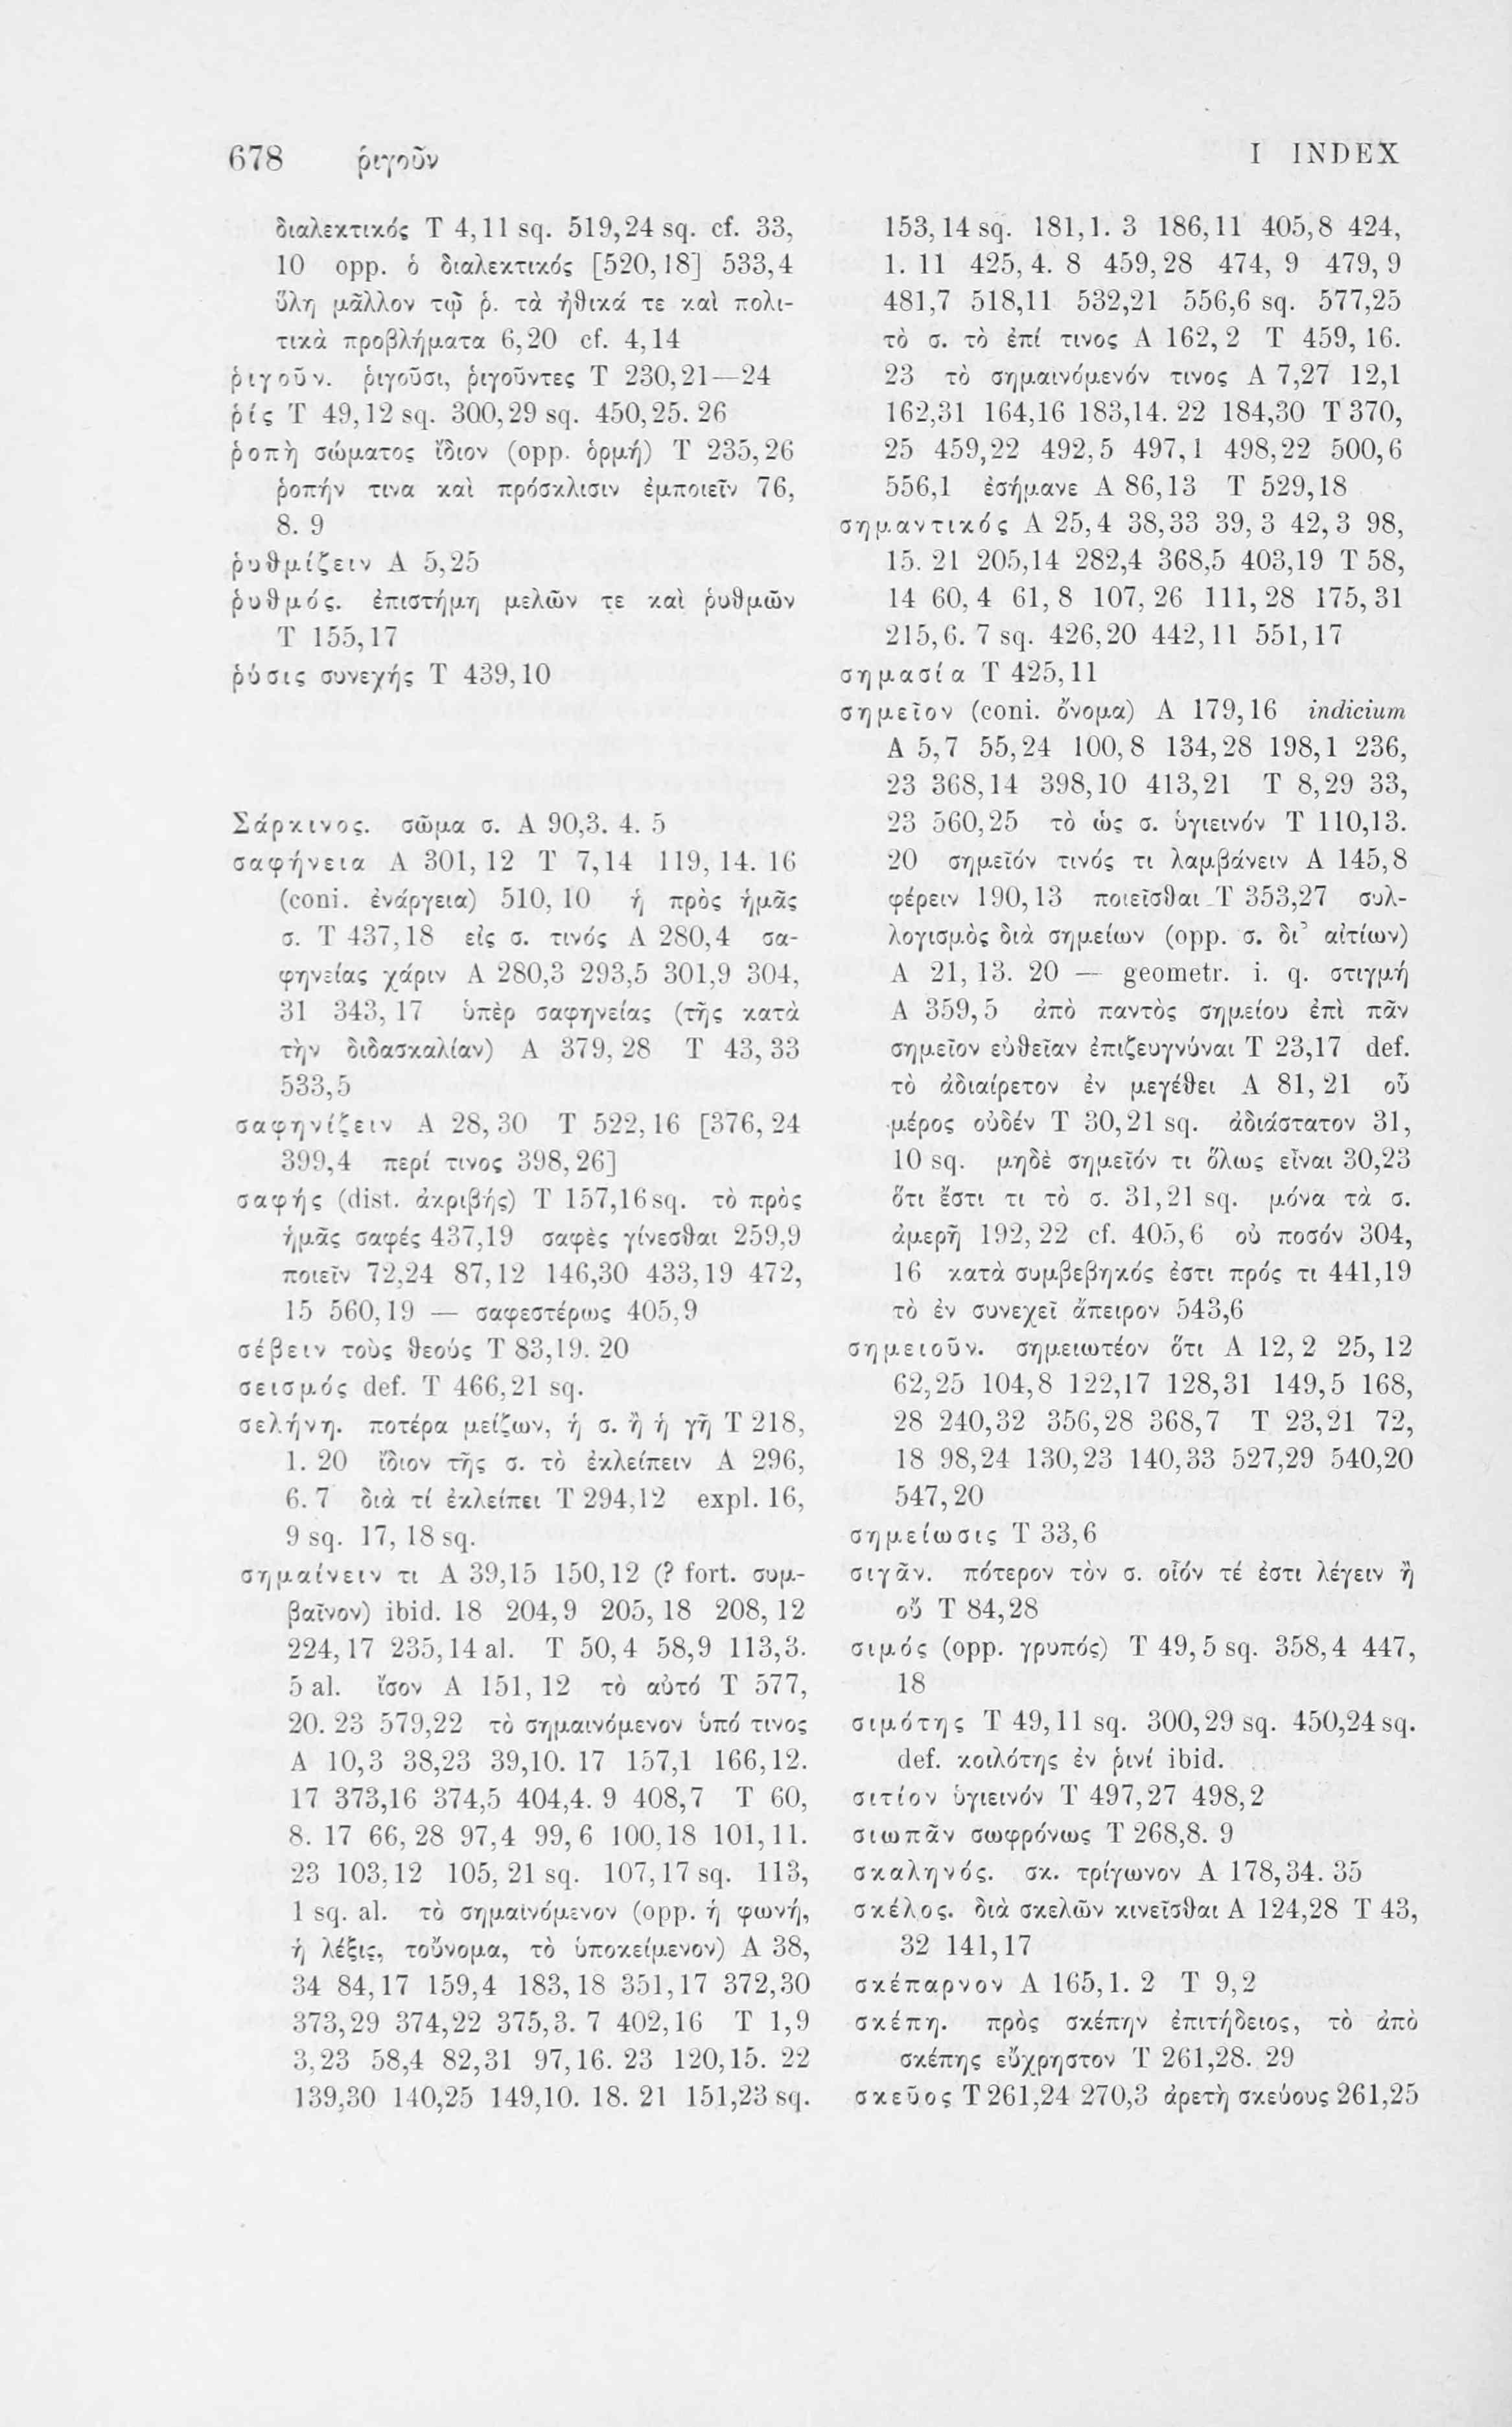 678 ῥιγοῦν I INDEX
διαλεκτικός T 4,11 sq. 519,24 sq. cf. 33,
10 opp. ὁ διαλεκτικός [520,18] 533,4
ὕλη μᾶλλον τῷ ῥ. τὰ ἠθικά τε καὶ πολι-
τικὰ προβλήματα 6,20 cf. 4,14
ῥιγοῦν. ῥιγοῦσι, ῥιγοῦντες T 230,21—24
ῥίς T 49,12 sq. 300,29 sq. 450,25. 26
ῥοπὴ σώματος ἴδιον (opp. ὁρμή) T 235,26
ῥοπήν τινα καὶ πρόσκλισιν ἐμποιεῖν 76,
8. 9
ῥυθμίζειν A 5,25
ῥυθμός. ἐπιστήμη μελῶν τε καὶ ῥυθμῶν
T 155,17
ῥύσις συνεχής T 439,10
Σάρκινος. σῶμα σ. A 90,3. 4. 5
σαφήνεια A 301,12 T 7,14 119,14. 16
(coni. ἐνάργεια) 510,10 ἡ πρὸς ἡμᾶς
σ. T 437,18 εἰς σ. τινός A 280,4 σα-
φηνείας χάριν A 280,3 293,5 301,9 304,
31 343,17 ὑπὲρ σαφηνείας (τῆς κατὰ
τὴν διδασκαλίαν) A 379,28 T 43,33
533,5
σαφηνίζειν A 28,30 T 522,16 [376,24
399,4 περί τινος 398,26]
σαφής (dist. ἀκριβής) T 157,16 sq. τὸ πρὸς
ἡμᾶς σαφές 437,19 σαφὲς γίνεσθαι 259,9
ποιεῖν 72,24 87,12 146,30 433,19 472,
15 560,19 — σαφεστέρως 405,9
σέβειν τοὺς θεούς T 83,19. 20
σεισμός def. T 466,21 sq.
σελήνη. ποτέρα μείζων, ἡ σ. ἢ ἡ γῆ T 218,
1. 20 ἴδιον τῆς σ. τὸ ἐκλείπειν A 296,
6. 7 διὰ τί ἐκλείπει T 294,12 expl. 16,
9 sq. 17, 18 sq.
σημαίνειν τι A 39,15 150,12 (? fort. συμ-
βαῖνον) ibid. 18 204,9 205,18 208,12
224,17 235,14 al. T 50,4 58,9 113,3.
5 al. ἴσον A 151,12 τὸ αὐτό T 577,
20. 23 579,22 τὸ σημαινόμενον ὑπό τινος
A 10,3 38,23 39,10. 17 157,1 166,12.
17 373,16 374,5 404,4. 9 408,7 T 60,
8. 17 66,28 97,4 99,6 100,18 101,11.
23 103,12 105,21 sq. 107,17 sq. 113,
1 sq. al. τὸ σημαινόμενον (opp. ἡ φωνή,
ἡ λέξις, τοὔνομα, τὸ ὑποκείμενον) A 38,
34 84,17 159,4 183,18 351,17 372,30
373,29 374,22 375,3. 7 402,16 T 1,9
3,23 58,4 82,31 97,16. 23 120,15. 22
139,30 140,25 149,10. 18. 21 151,23 sq.
153,14 sq. 181,1. 3 186,11 405,8 424,
1. 11 425,4. 8 459,28 474,9 479,9
481,7 518,11 532,21 556,6 sq. 577,25
τὸ σ. τὸ ἐπί τινος A 162,2 T 459,16.
23 τὸ σημαινόμενόν τινος A 7,27 12,1
162,31 164,16 183,14. 22 184,30 T 370,
25 459,22 492,5 497,1 498,22 500,6
556,1 ἐσήμανε A 86,13 T 529,18
σημαντικός A 25,4 38,33 39,3 42,3 98,
15. 21 205,14 282,4 368,5 403,19 T 58,
14 60,4 61,8 107,26 111,28 175,31
215,6. 7 sq. 426,20 442,11 551,17
σημασία T 425,11
σημεῖον (coni. ὄνομα) A 179,16 indicium
A 5,7 55,24 100,8 134,28 198,1 236,
23 368,14 398,10 413,21 T 8,29 33,
23 560,25 τὸ ὡς σ. ὑγιεινόν T 110,13.
20 σημεῖόν τινός τι λαμβάνειν A 145,8
φέρειν 190,13 ποιεῖσθαι T 353,27 συλ-
λογισμὸς διὰ σημείων (opp. σ. δι’ αἰτίων)
A 21,13. 20 — geometr. i. q. στιγμή
A 359,5 ἀπὸ παντὸς σημείου ἐπὶ πᾶν
σημεῖον εὐθεῖαν ἐπιζευγνύναι T 23,17 def.
τὸ ἀδιαίρετον ἐν μεγέθει A 81,21 οὗ
μέρος οὐδέν T 30,21 sq. ἀδιάστατον 31,
10 sq. μηδὲ σημεῖόν τι ὅλως εἶναι 30,23
ὅτι ἔστι τι τὸ σ. 31,21 sq. μόνα τὰ σ.
ἀμερῆ 192,22 cf. 405,6 οὐ ποσόν 304,
16 κατὰ συμβεβηκός ἐστι πρός τι 441,19
τὸ ἐν συνεχεῖ ἄπειρον 543,6
σημειοῦν. σημειωτέον ὅτι A 12,2 25,12
62,25 104,8 122,17 128,31 149,5 168,
28 240,32 356,28 368,7 T 23,21 72,
18 98,24 130,23 140,33 527,29 540,20
547,20
σημείωσις T 33,6
σιγᾶν. πότερον τὸν σ. οἷόν τέ ἐστι λέγειν ἢ
οὔ T 84,28
σιμός (opp. γρυπός) T 49,5 sq. 358,4 447,
18
σιμότης T 49,11 sq. 300,29 sq. 450,24 sq.
def. κοιλότης ἐν ῥινί ibid.
σιτίον ὑγιεινόν T 497,27 498,2
σιωπᾶν σωφρόνως T 268,8. 9
σκαληνός. σκ. τρίγωνον A 178,34. 35
σκέλος. διὰ σκελῶν κινεῖσθαι A 124,28 T 43,
32 141,17
σκέπαρνον A 165,1. 2 T 9,2
σκέπη. πρὸς σκέπην ἐπιτήδειος, τὸ ἀπὸ
σκέπης εὔχρηστον T 261,28. 29
σκεῦος T 261,24 270,3 ἀρετὴ σκεύους 261,25